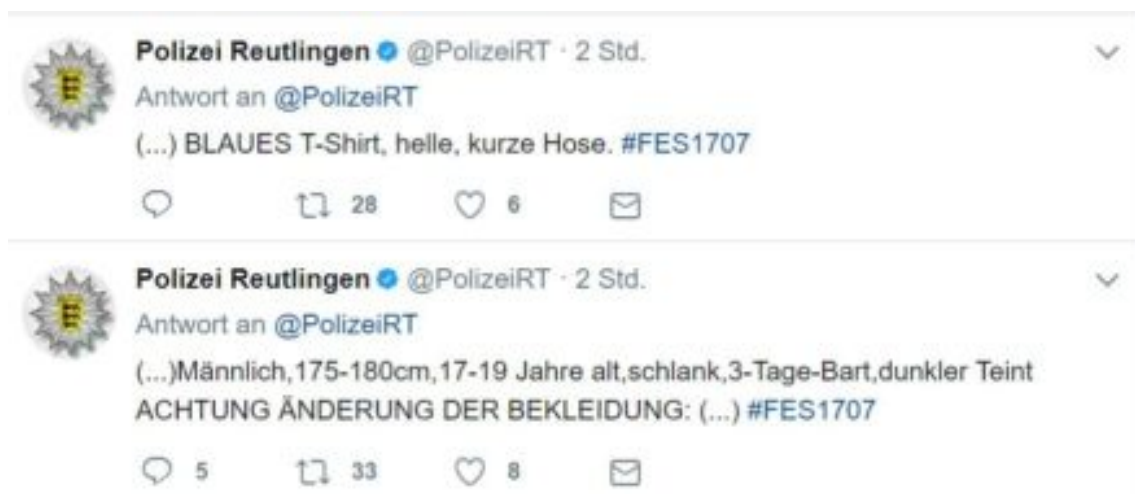 Polizei Reutlingen @PolizeiRT · 2 Std.
Antwort an @PolizeiRT
(...) BLAUES T-Shirt, helle, kurze Hose. #FES1707
28 6
Polizei Reutlingen @PolizeiRT · 2 Std.
Antwort an @PolizeiRT
(...)Männlich,175-180cm,17-19 Jahre alt,schlank,3-Tage-Bart,dunkler Teint
ACHTUNG ÄNDERUNG DER BEKLEIDUNG: (...) #FES1707
5 33 8